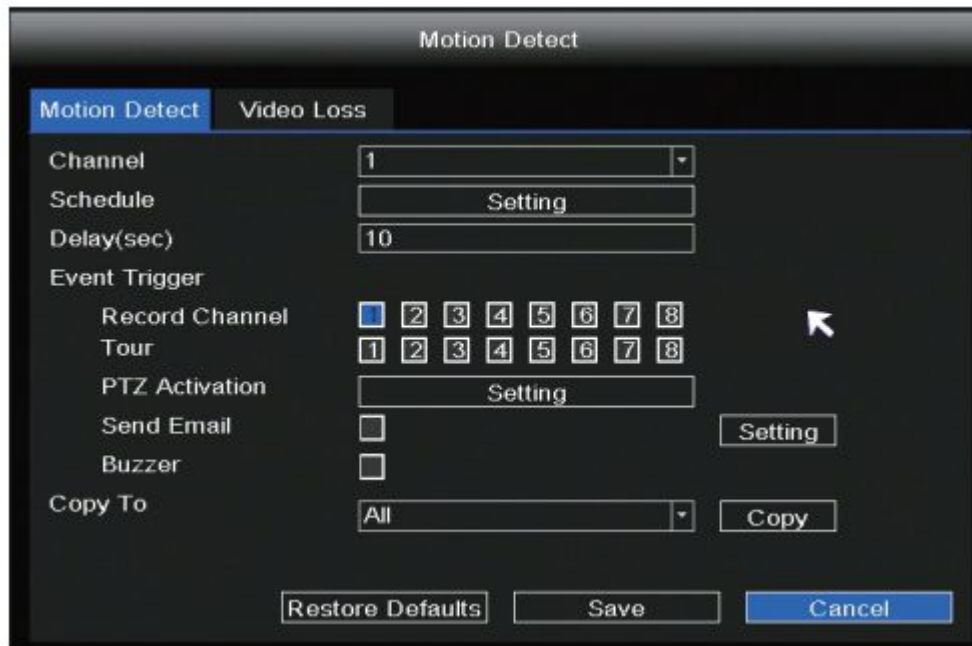 Motion Detect
Motion Detect Video Loss
Channel 1
Schedule Setting
Delay(sec) 10
Event Trigger
Record Channel 1 2 3 4 5 6 7 8
Tour 1 2 3 4 5 6 7 8
PTZ Activation Setting
Send Email Setting
Buzzer
Copy To All Copy
Restore Defaults Save Cancel